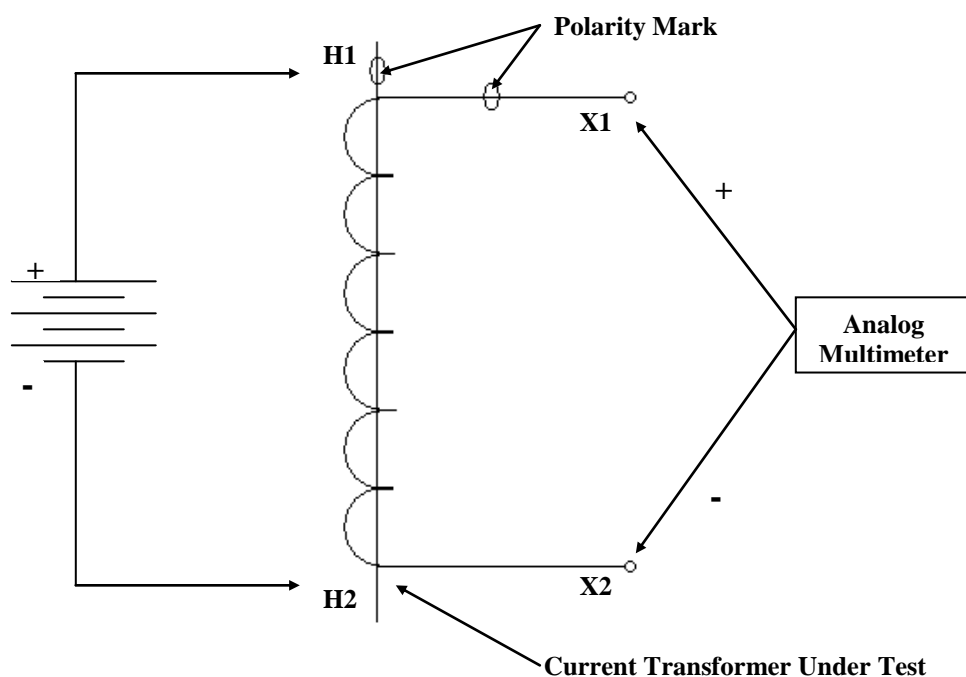 Polarity Mark
H1
X1
+
+
Analog
Multimeter
-
-
H2
X2
Current Transformer Under Test